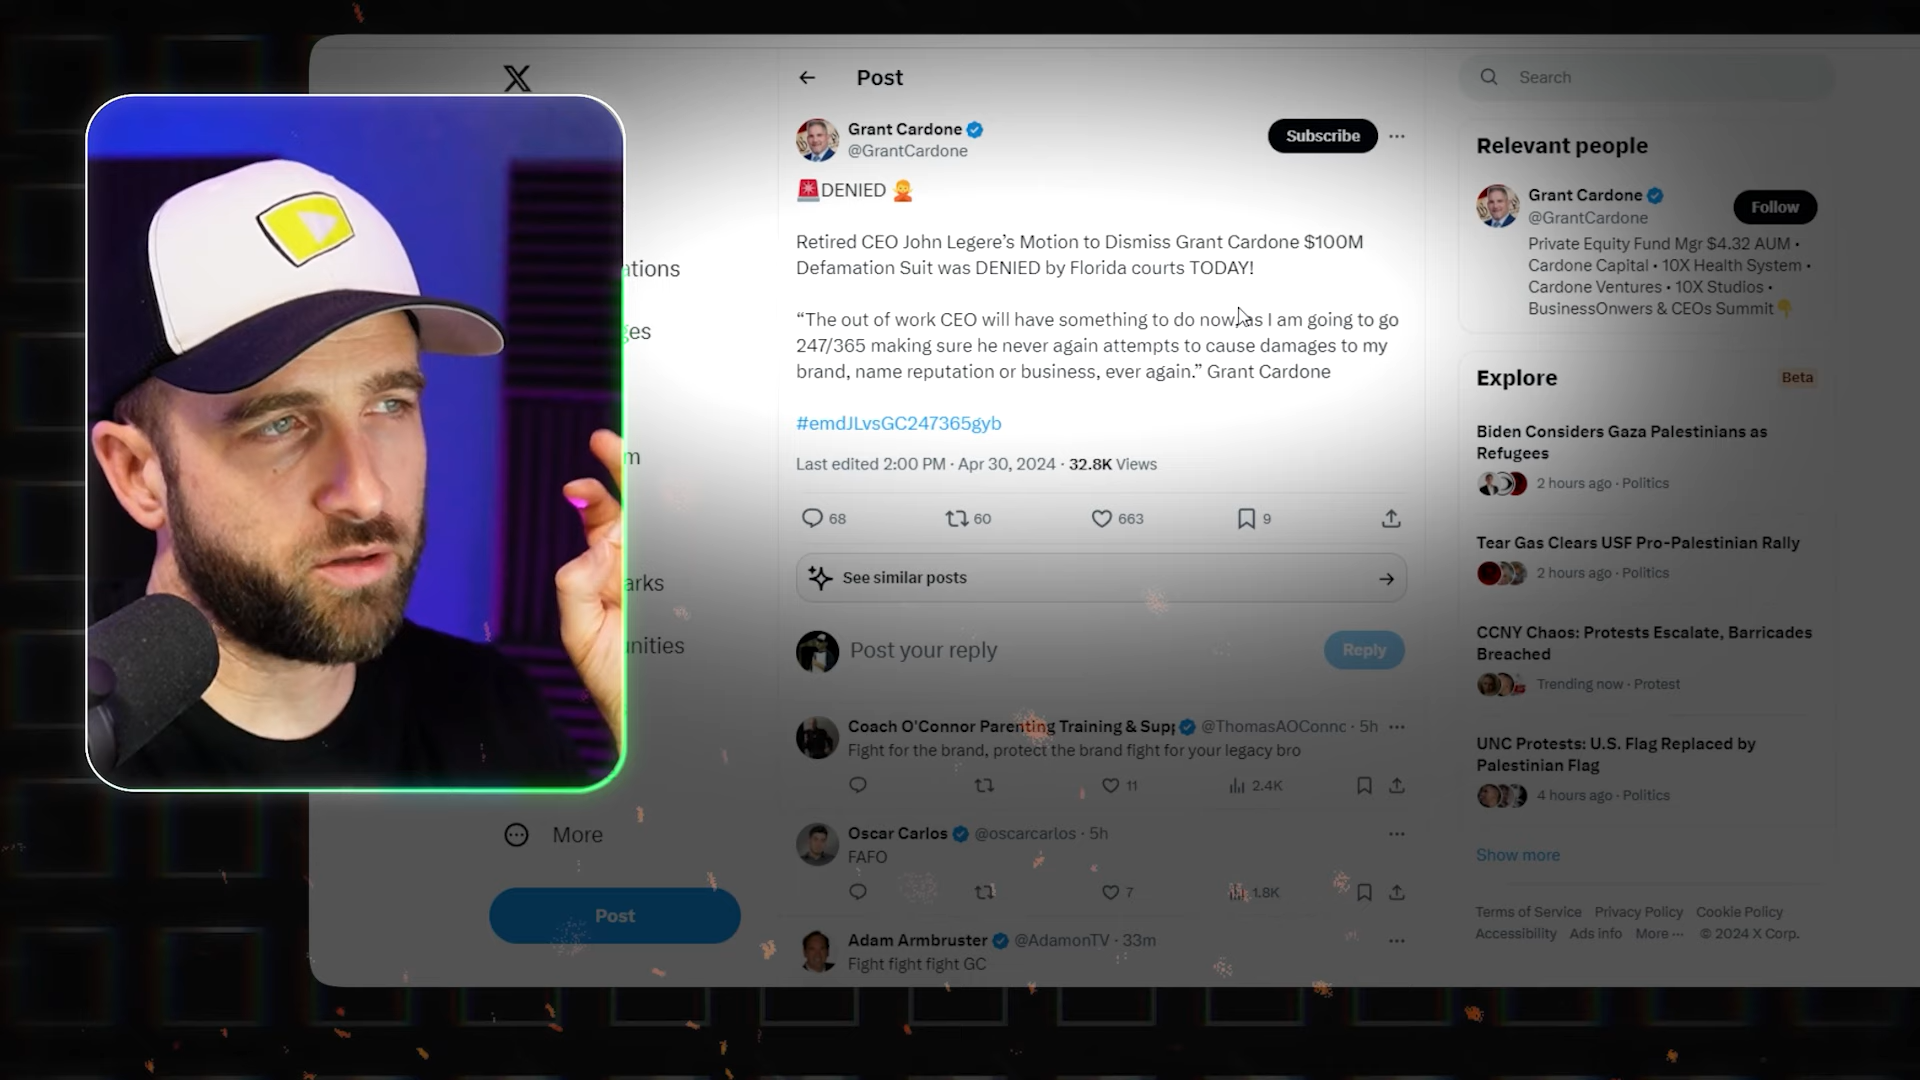 Post
Grant Cardone
@GrantCardone
Subscribe
🚨DENIED 🙅
Retired CEO John Legere’s Motion to Dismiss Grant Cardone $100M
Defamation Suit was DENIED by Florida courts TODAY!
“The out of work CEO will have something to do now, as I am going to go
247/365 making sure he never again attempts to cause damages to my
brand, name reputation or business, ever again.” Grant Cardone
#emdJLvsGC247365gyb
Last edited 2:00 PM · Apr 30, 2024 · 32.8K Views
68 60 663 9
See similar posts
Post your reply
Reply
Coach O'Connor Parenting Training & Supp @ThomasAOConnc · 5h
Fight for the brand, protect the brand fight for your legacy bro
11 2.4K
Oscar Carlos @oscarcarlos · 5h
FAFO
7 1.8K
Adam Armbruster @AdamonTV · 33m
Fight fight fight GC
ations
ges
m
arks
unities
More
Post
Search
Relevant people
Grant Cardone
@GrantCardone
Follow
Private Equity Fund Mgr $4.32 AUM •
Cardone Capital • 10X Health System •
Cardone Ventures • 10X Studios •
BusinessOnwers & CEOs Summit👇
Explore
Beta
Biden Considers Gaza Palestinians as
Refugees
2 hours ago · Politics
Tear Gas Clears USF Pro-Palestinian Rally
2 hours ago · Politics
CCNY Chaos: Protests Escalate, Barricades
Breached
Trending now · Protest
UNC Protests: U.S. Flag Replaced by
Palestinian Flag
4 hours ago · Politics
Show more
Terms of Service Privacy Policy Cookie Policy
Accessibility Ads info More ··· © 2024 X Corp.